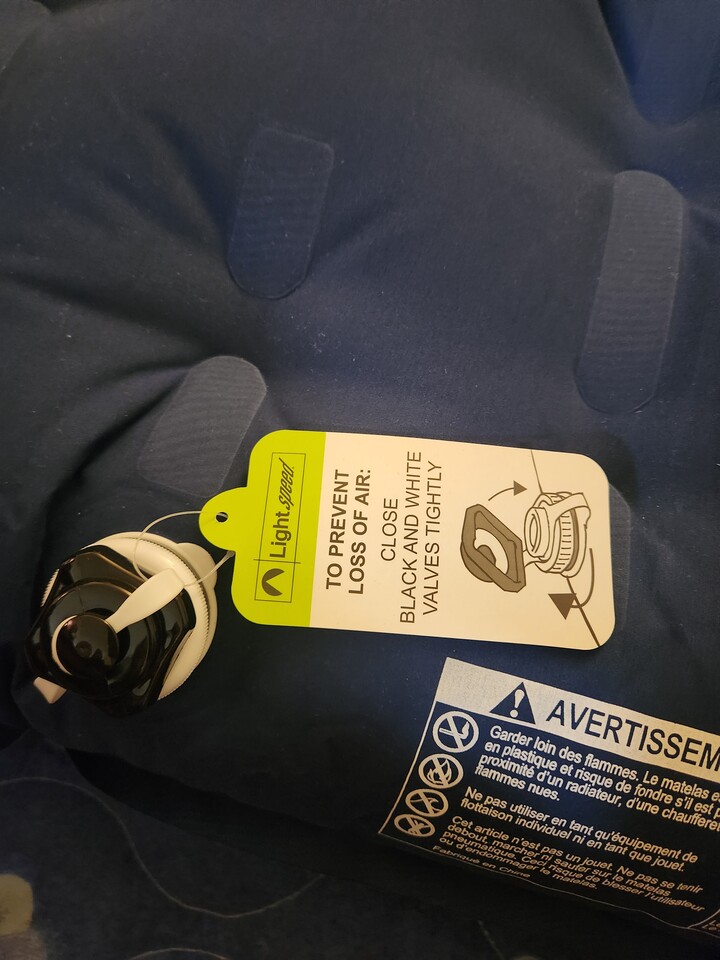 Lightspeed
TO PREVENT
LOSS OF AIR:
CLOSE
BLACK AND WHITE
VALVES TIGHTLY
AVERTISSEM
Garder loin des flammes. Le matelas e
en plastique et risque de fondre s'il est p
proximité d'un radiateur, d'une chauffere
flammes nues.
Ne pas utiliser en tant qu'équipement de
flottaison individuel ni en tant que jouet.
Cet article n'est pas un jouet. Ne pas se tenir
debout, marcher ni sauter sur le matelas
pneumatique. Ceci risque de blesser l'utilisateur
ou d'endommager le matelas.
Fabriqué en Chine